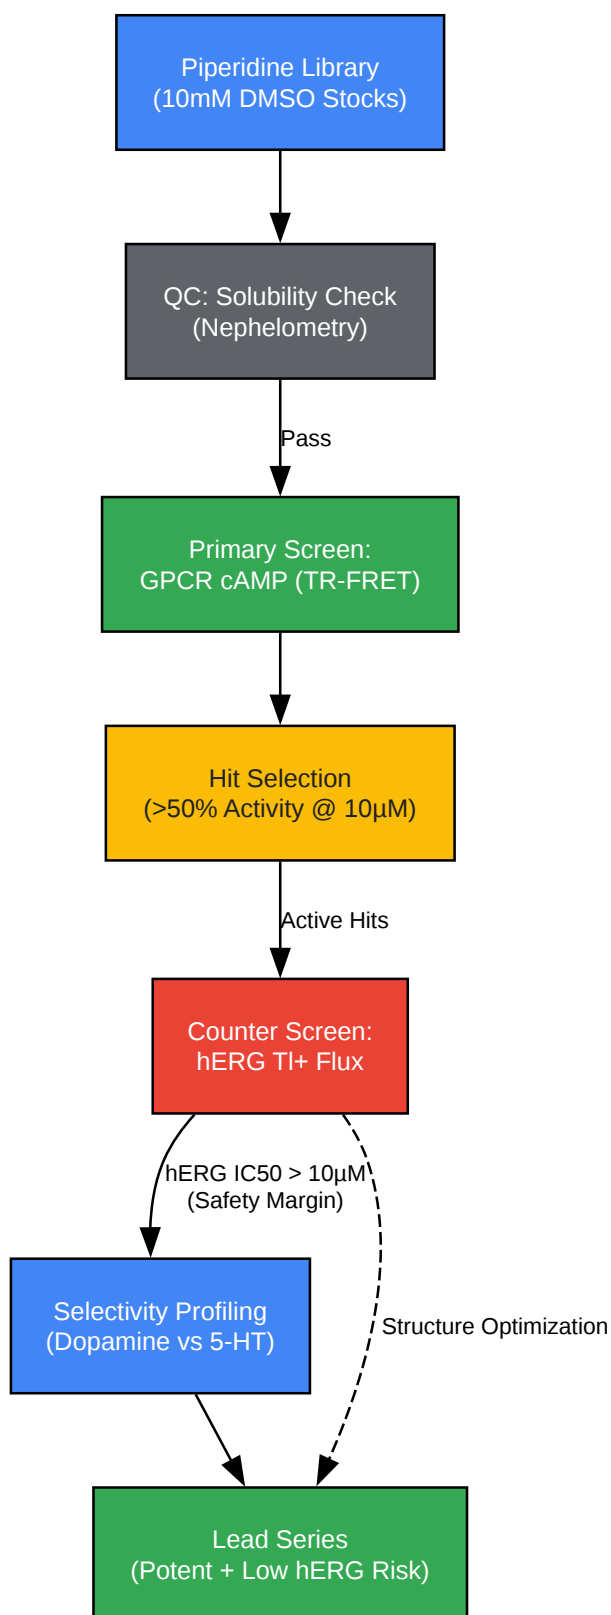 Piperidine Library
(10mM DMSO Stocks)
QC: Solubility Check
(Nephelometry)
Pass
Primary Screen:
GPCR cAMP (TR-FRET)
Hit Selection
(>50% Activity @ 10µM)
Active Hits
Counter Screen:
hERG Tl+ Flux
hERG IC50 > 10µM
(Safety Margin)
Selectivity Profiling
(Dopamine vs 5-HT)
Structure Optimization
Lead Series
(Potent + Low hERG Risk)